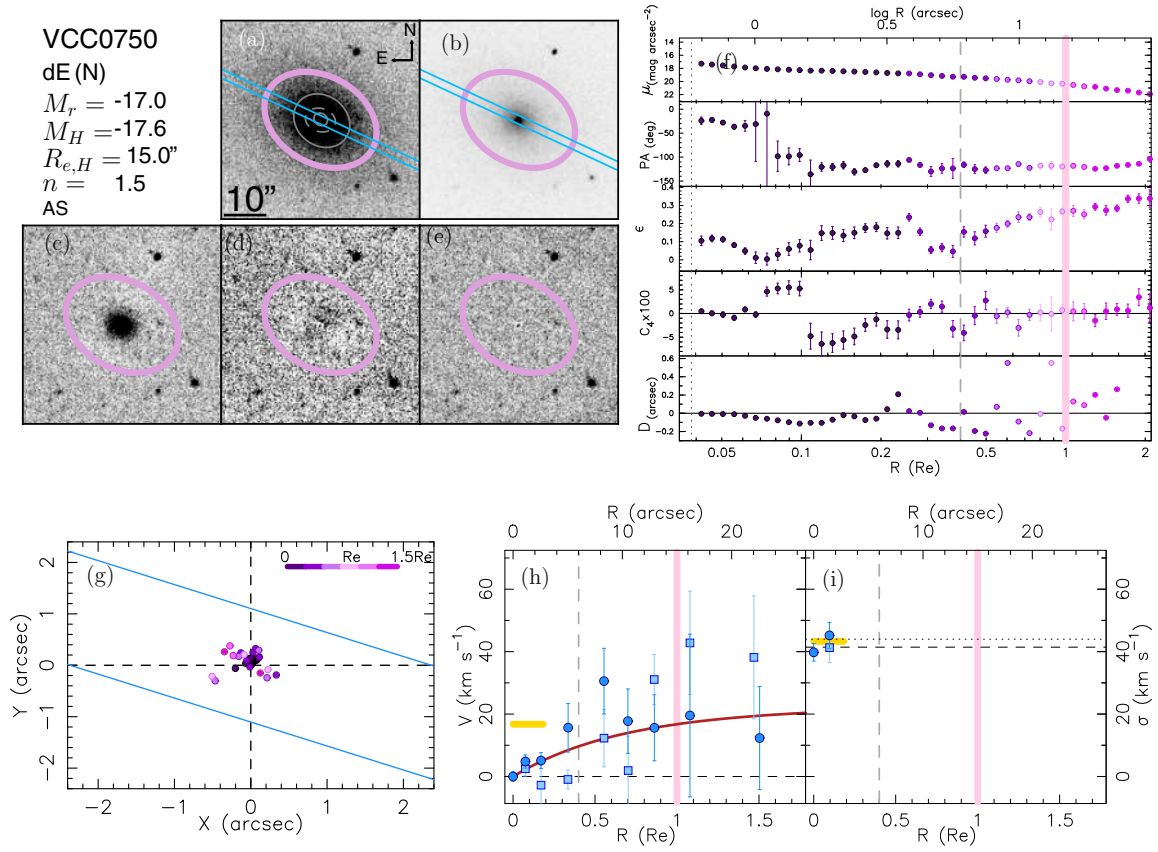 VCC0750
dE (N)
M_r = -17.0
M_H = -17.6
R_{e,H} = 15.0"
n = 1.5
AS
(a)
N
E
10"
(b)
(c)
(d)
(e)
log R (arcsec)
0 0.5 1
(f)
μ (mag arcsec⁻²)
18
20
22
PA (deg)
−50
−100
−150
ε
0.4
0.3
0.2
0.1
0
C₄×100
5
0
−5
D (arcsec)
0.6
0.4
0.2
0
−0.2
0.05 0.1 0.2 0.5 1 2
R (Re)
(g)
0 Re 1.5Re
Y (arcsec)
2
1
0
−1
−2
−2 −1 0 1 2
X (arcsec)
R (arcsec)
0 10 20
(h)
V (km s⁻¹)
60
40
20
0
0 0.5 1 1.5
R (Re)
R (arcsec)
0 10 20
(i)
60
40
20
0
σ (km s⁻¹)
0 0.5 1 1.5
R (Re)